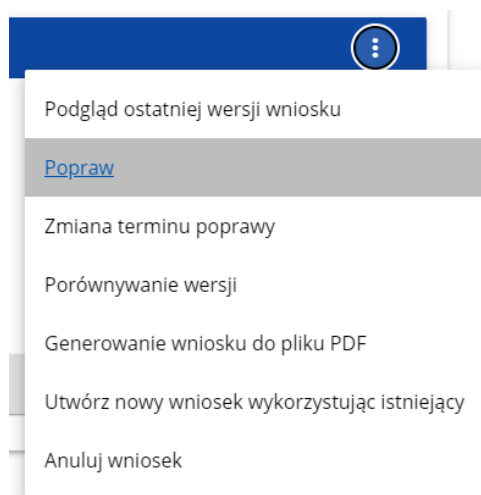 Podgląd ostatniej wersji wniosku
Popraw
Zmiana terminu poprawy
Porównywanie wersji
Generowanie wniosku do pliku PDF
Utwórz nowy wniosek wykorzystując istniejący
Anuluj wniosek